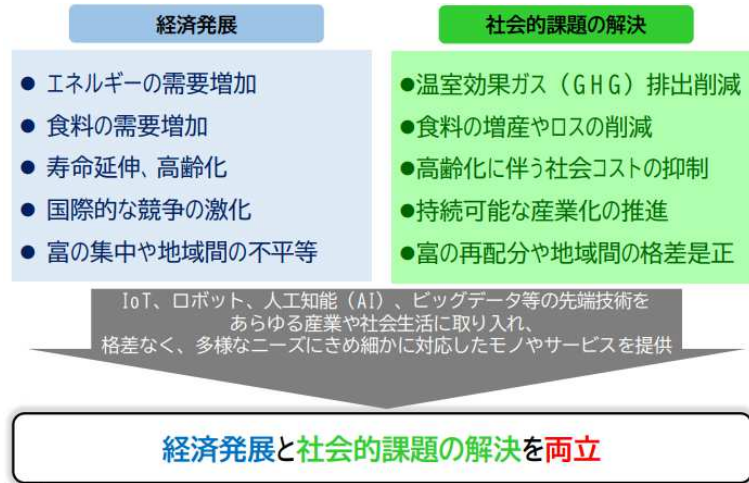 経済発展
● エネルギーの需要増加
● 食料の需要増加
● 寿命延伸、高齢化
● 国際的な競争の激化
● 富の集中や地域間の不平等
社会的課題の解決
●温室効果ガス（GHG）排出削減
●食料の増産やロスの削減
●高齢化に伴う社会コストの抑制
●持続可能な産業化の推進
●富の再配分や地域間の格差是正
IoT、ロボット、人工知能（AI）、ビッグデータ等の先端技術を
あらゆる産業や社会生活に取り入れ、
格差なく、多様なニーズにきめ細かに対応したモノやサービスを提供
経済発展と社会的課題の解決を両立